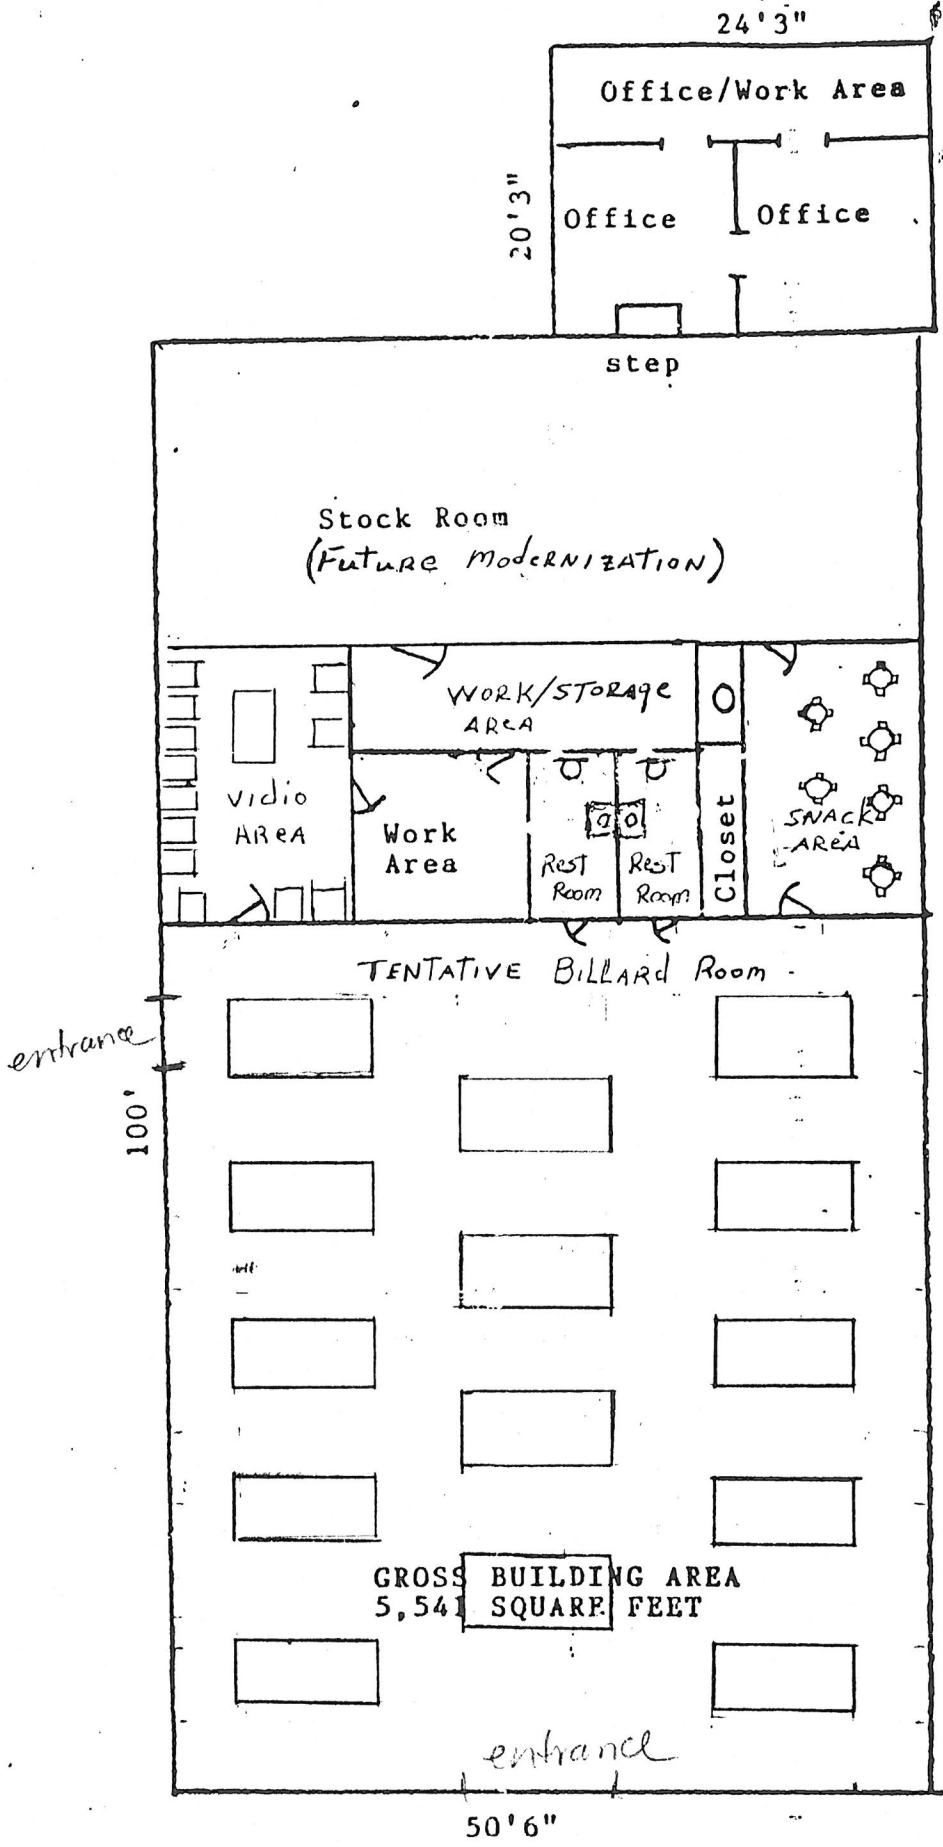 24'3"
Office/Work Area
20'3"
Office
Office
step
Stock Room
(Future Modernization)
Work/Storage
Area
Vidio
Area
Work
Area
Rest
Room
Rest
Room
Closet
Snack
Area
Tentative Billard Room
entrance
100'
GROSS BUILDING AREA
5,541 SQUARE FEET
entrance
50'6"